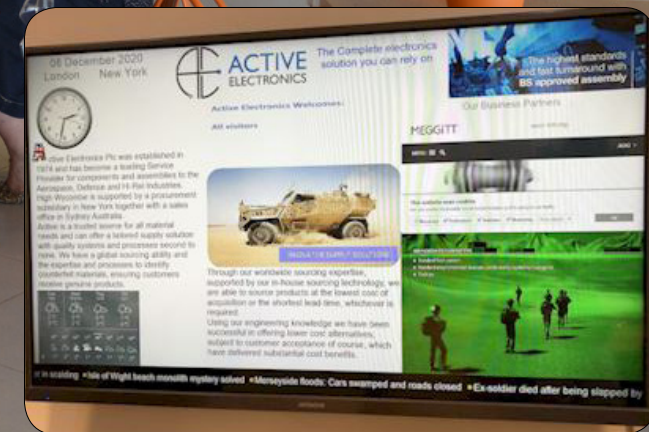 08 December 2020
London New York
ACTIVE
ELECTRONICS
The Complete electronics
solution you can rely on
The highest standards
and fast turnaround with
BS approved assembly
Active Electronics Welcomes:
All visitors
Our Business Partners
MEGGITT
MENU
Active Electronics Plc was established in
1974 and has become a leading Service
Provider for components and assemblies to the
Aerospace, Defence and Hi-Rel Industries.
High Wycombe is supported by a procurement
subsidiary in New York together with a sales
office in Sydney Australia.
Active is a trusted source for all material
needs and can offer a tailored supply solution
with quality systems and processes second to
none. We have a global sourcing ability and
the expertise and processes to identify
counterfeit materials, ensuring customers
receive genuine products.
INNOVATIVE SUPPLY SOLUTIONS
Through our worldwide sourcing expertise,
supported by our in-house sourcing technology, we
are able to source products at the lowest cost of
acquisition or the shortest lead-time, whichever is
required.
Using our engineering knowledge we have been
successful in offering lower cost alternatives,
subject to customer acceptance of course, which
have delivered substantial cost benefits.
This website uses cookies
er in scalding Isle of Wight beach monolith mystery solved Merseyside floods: Cars swamped and roads closed Ex-soldier died after being slapped by